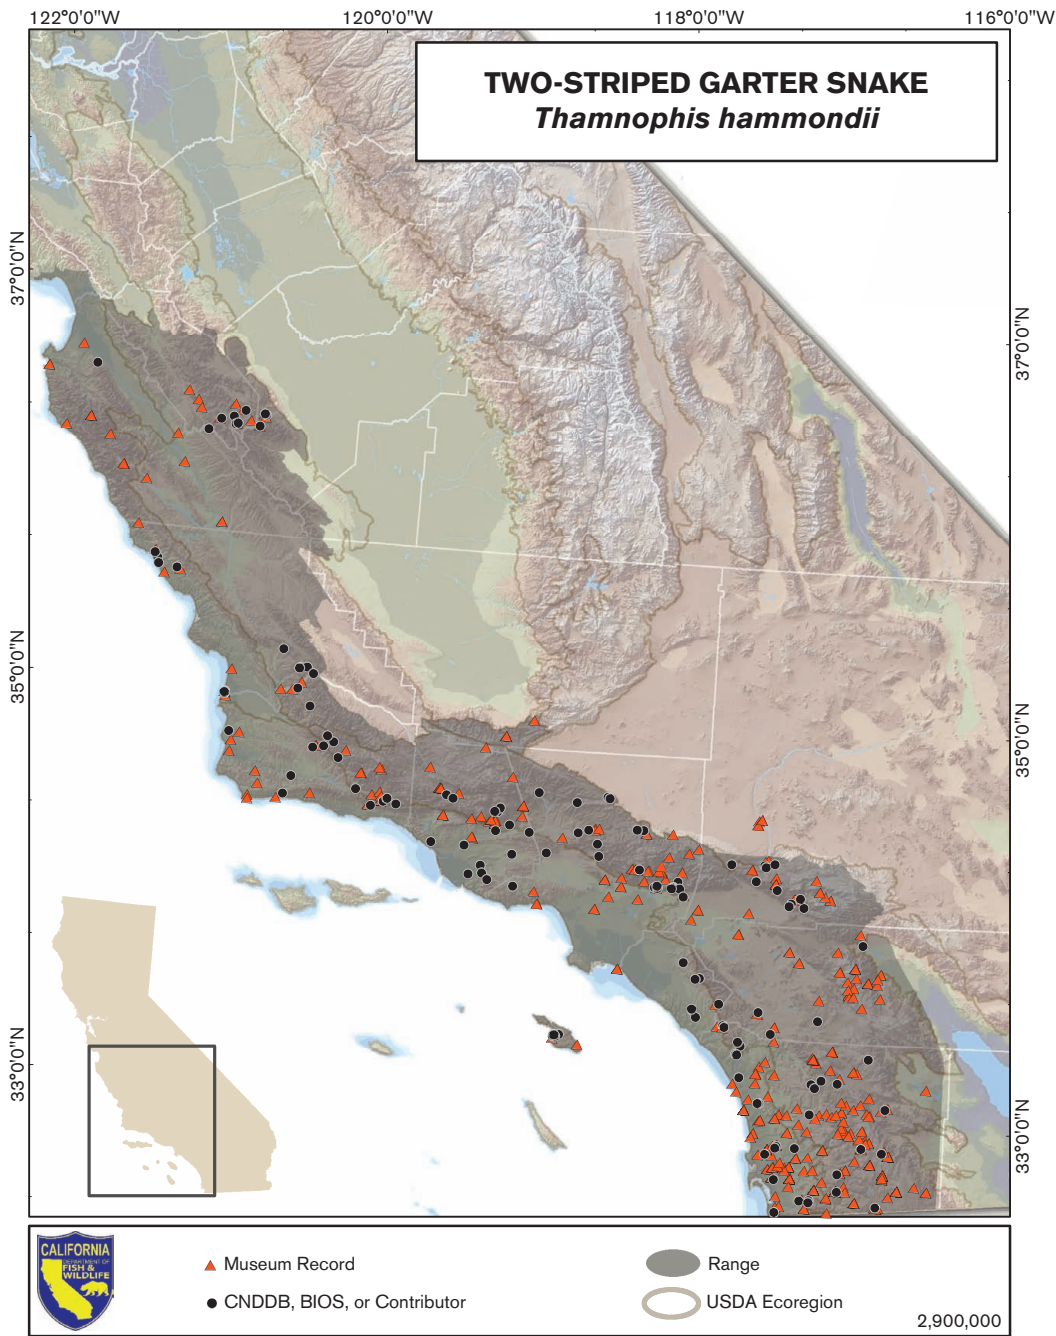 122°0'0"W 120°0'0"W 118°0'0"W 116°0'0"W
TWO-STRIPED GARTER SNAKE
Thamnophis hammondii
37°0'0"N
37°0'0"N
35°0'0"N
35°0'0"N
33°0'0"N
33°0'0"N
CALIFORNIA
DEPARTMENT OF
FISH &
WILDLIFE
Museum Record
CNDDB, BIOS, or Contributor
Range
USDA Ecoregion
2,900,000